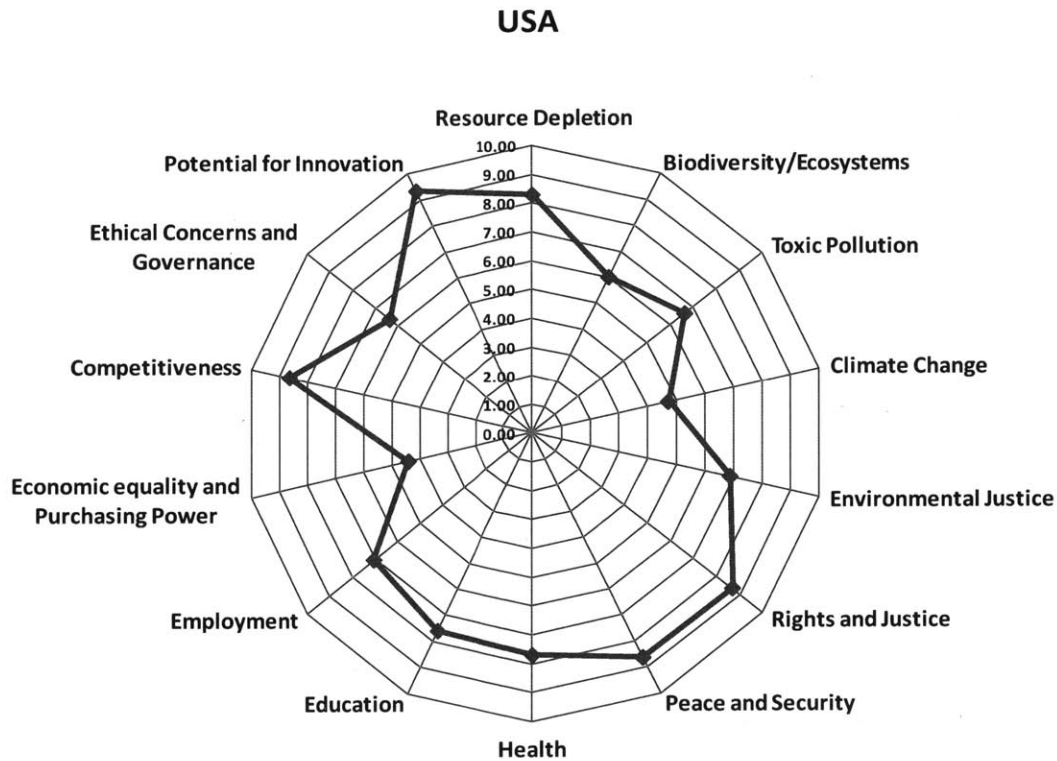 USA
Resource Depletion
10.00
9.00
8.00
7.00
6.00
5.00
4.00
3.00
2.00
1.00
0.00
Biodiversity/Ecosystems
Toxic Pollution
Climate Change
Environmental Justice
Rights and Justice
Peace and Security
Health
Education
Employment
Economic equality and
Purchasing Power
Competitiveness
Ethical Concerns and
Governance
Potential for Innovation